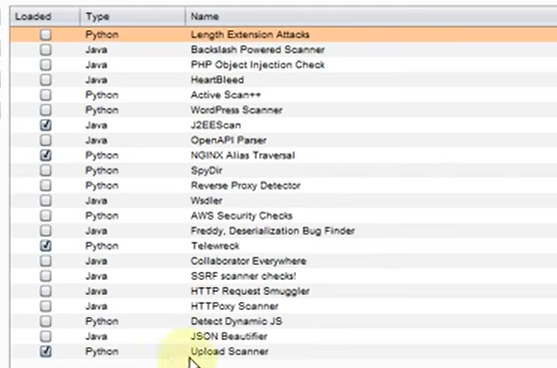 Loaded Type Name
Python Length Extension Attacks
Java Backslash Powered Scanner
Java PHP Object Injection Check
Java HeartBleed
Python Active Scan++
Python WordPress Scanner
Java J2EEScan
Java OpenAPI Parser
Python NGINX Alias Traversal
Python SpyDir
Python Reverse Proxy Detector
Java Wsdler
Python AWS Security Checks
Java Freddy, Deserialization Bug Finder
Python Telewreck
Java Collaborator Everywhere
Java SSRF scanner checks!
Java HTTP Request Smuggler
Java HTTPoxy Scanner
Python Detect Dynamic JS
Java JSON Beautifier
Python Upload Scanner